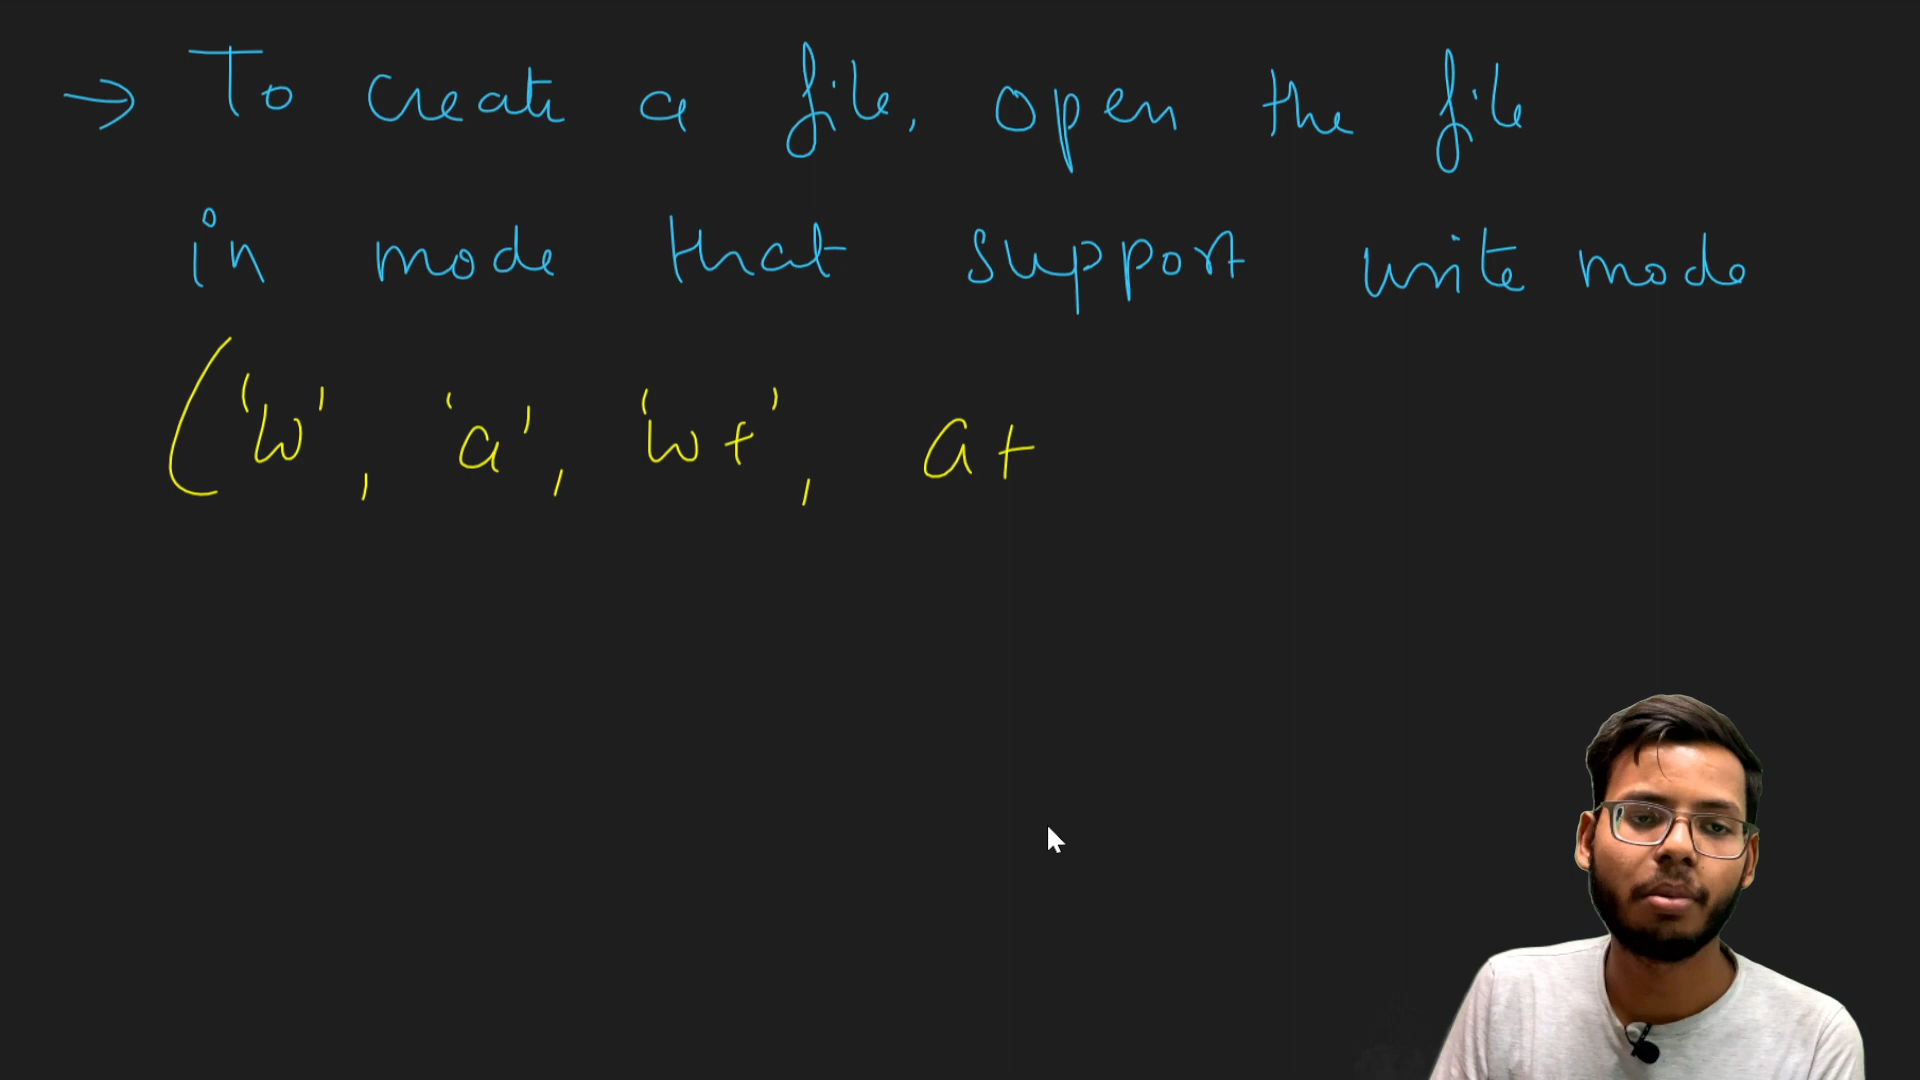 → To create a file, open the file
in mode that support write mode
('w', 'a', 'w+', a+